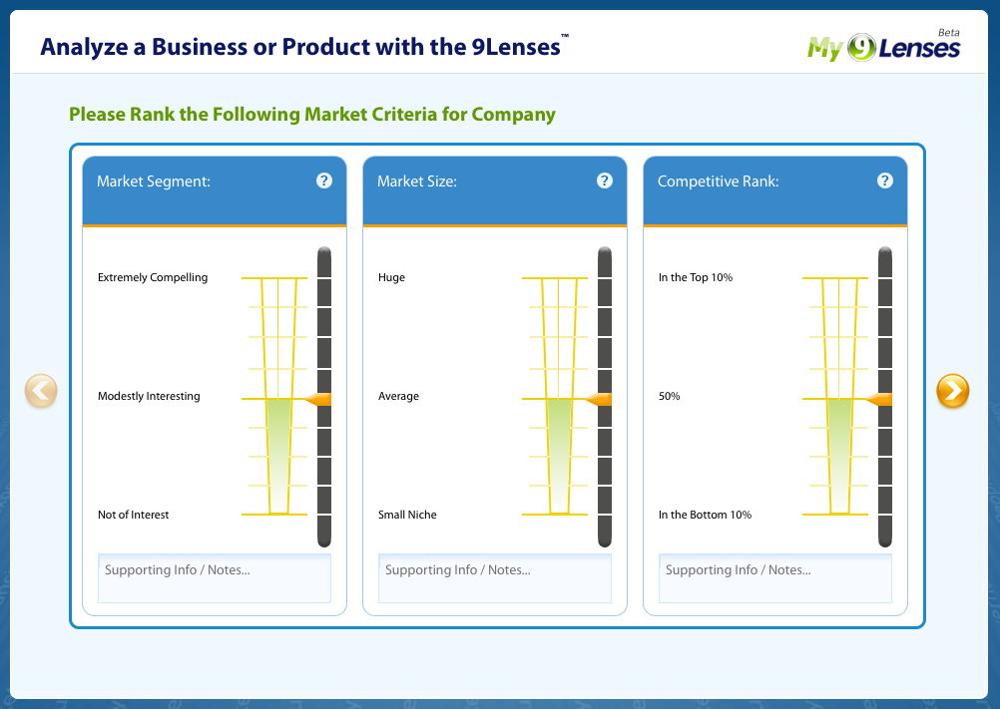 Analyze a Business or Product with the 9Lenses™
Beta
My 9 Lenses
Please Rank the Following Market Criteria for Company
Market Segment:
?
Extremely Compelling
Modestly Interesting
Not of Interest
Supporting Info / Notes...
Market Size:
?
Huge
Average
Small Niche
Supporting Info / Notes...
Competitive Rank:
?
In the Top 10%
50%
In the Bottom 10%
Supporting Info / Notes...